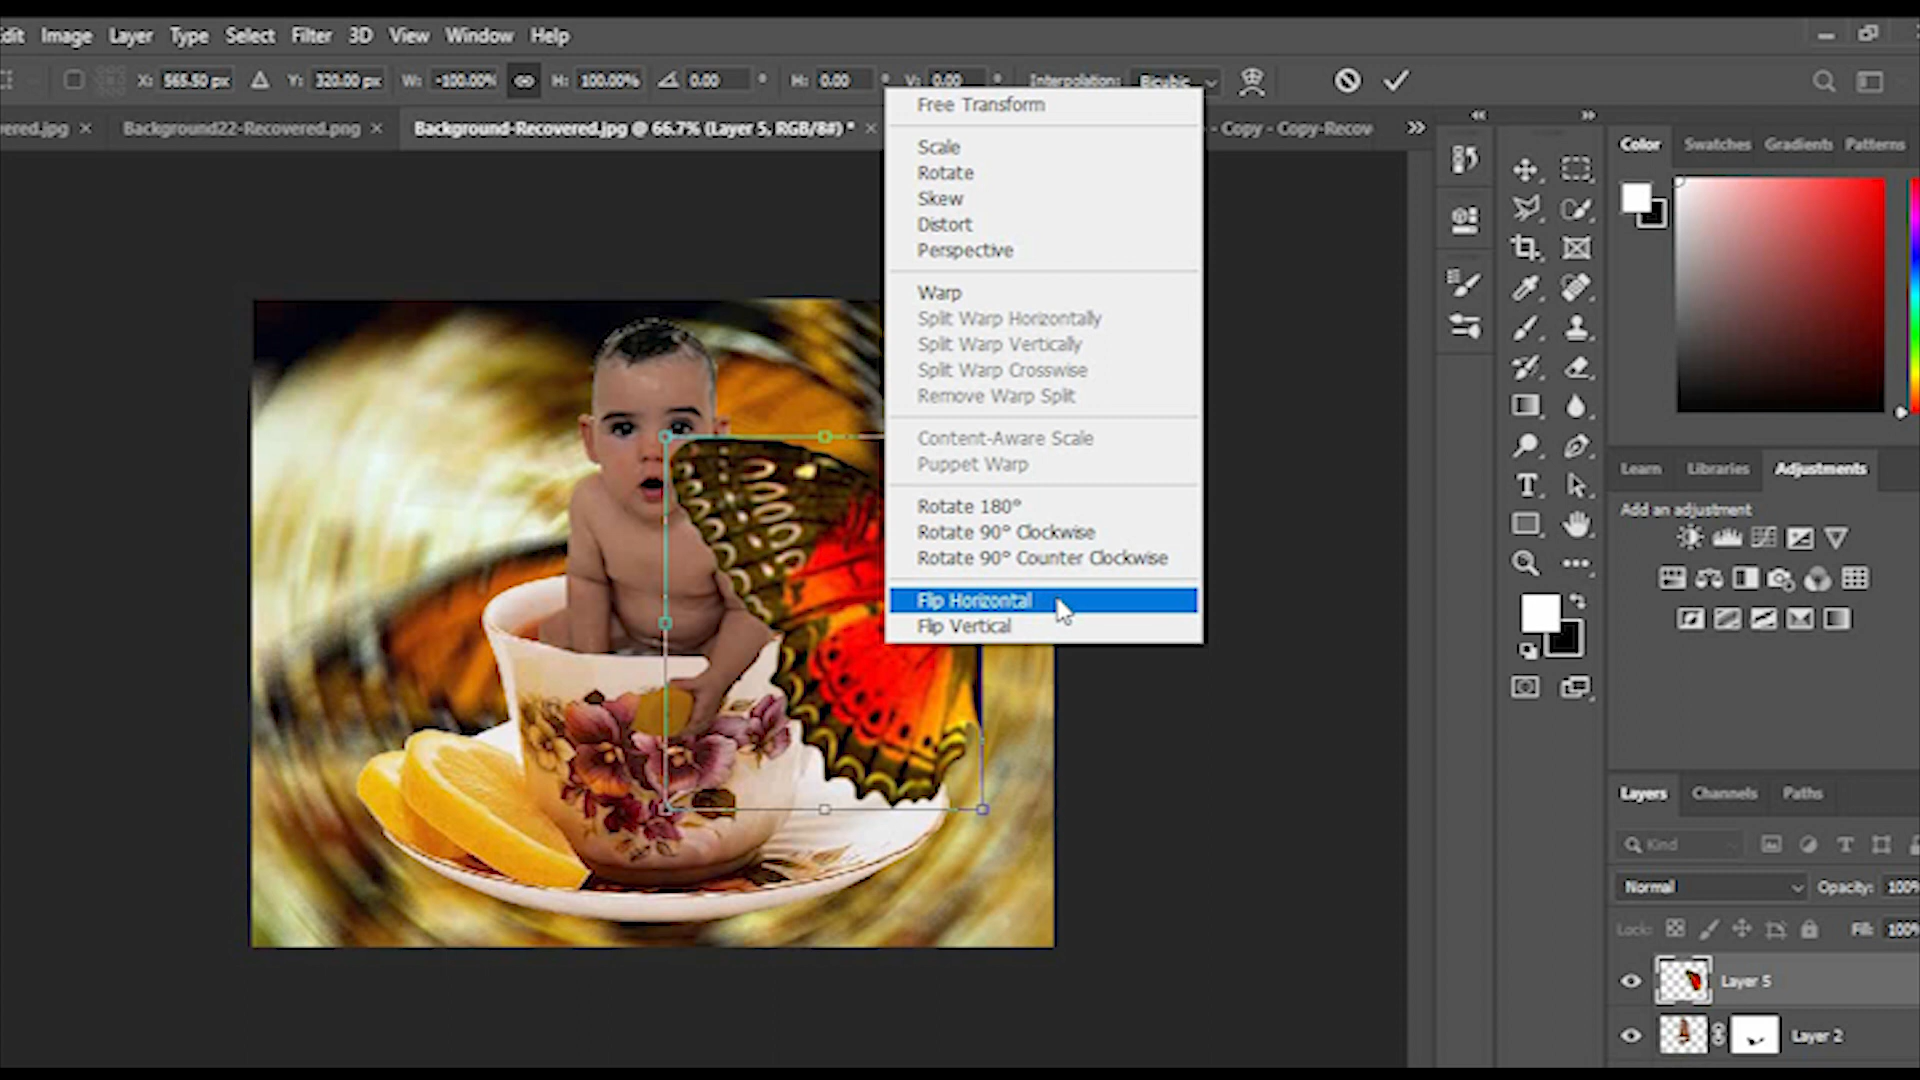 dit Image Layer Type Select Filter 3D View Window Help
X: 565.50 px Y: 320.00 px W: -100.00% H: 100.00% 0.00 ° H: 0.00 ° V: 0.00 ° Interpolation: Bicubic
vered.jpg × Background22-Recovered.png × Background-Recovered.jpg @ 66.7% (Layer 5, RGB/8#) * × - Copy - Copy-Recov
Free Transform
Scale
Rotate
Skew
Distort
Perspective
Warp
Split Warp Horizontally
Split Warp Vertically
Split Warp Crosswise
Remove Warp Split
Content-Aware Scale
Puppet Warp
Rotate 180°
Rotate 90° Clockwise
Rotate 90° Counter Clockwise
Flip Horizontal
Flip Vertical
Color Swatches Gradients Patterns
Learn Libraries Adjustments
Add an adjustment
Layers Channels Paths
Kind
Normal Opacity: 100%
Lock: Fill: 100%
Layer 5
Layer 2